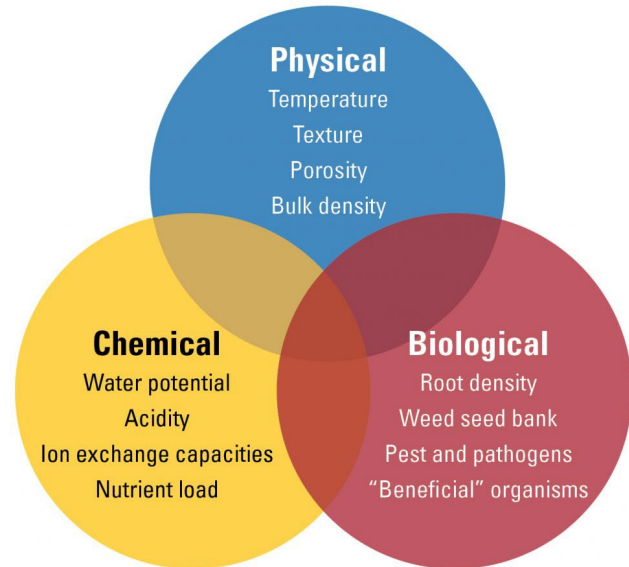 Physical
Temperature
Texture
Porosity
Bulk density
Chemical
Water potential
Acidity
Ion exchange capacities
Nutrient load
Biological
Root density
Weed seed bank
Pest and pathogens
“Beneficial” organisms